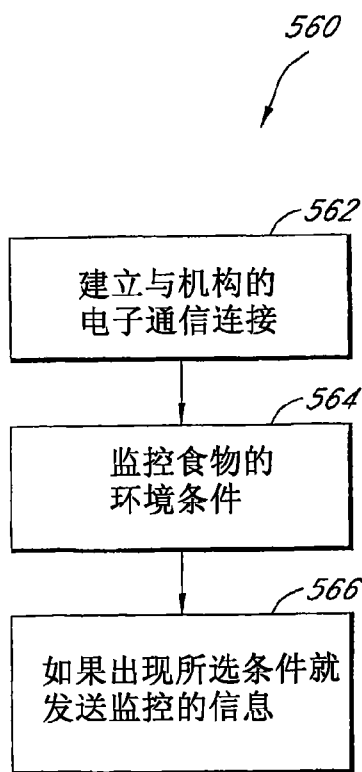 560
562
建立与机构的
电子通信连接
564
监控食物的
环境条件
566
如果出现所选条件就
发送监控的信息